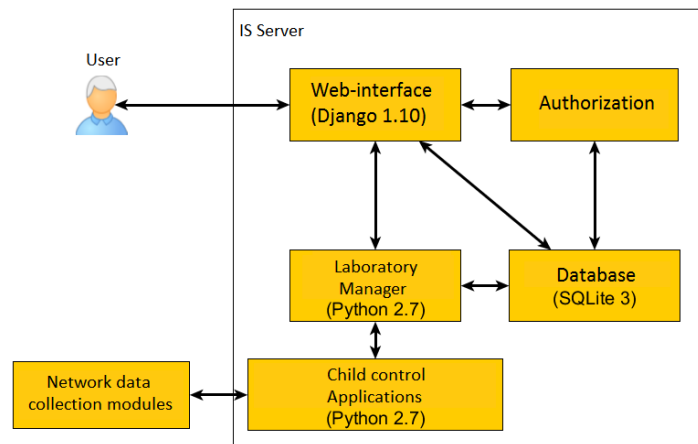 IS Server
User
Web-interface
(Django 1.10)
Authorization
Laboratory
Manager
(Python 2.7)
Database
(SQLite 3)
Network data
collection modules
Child control
Applications
(Python 2.7)